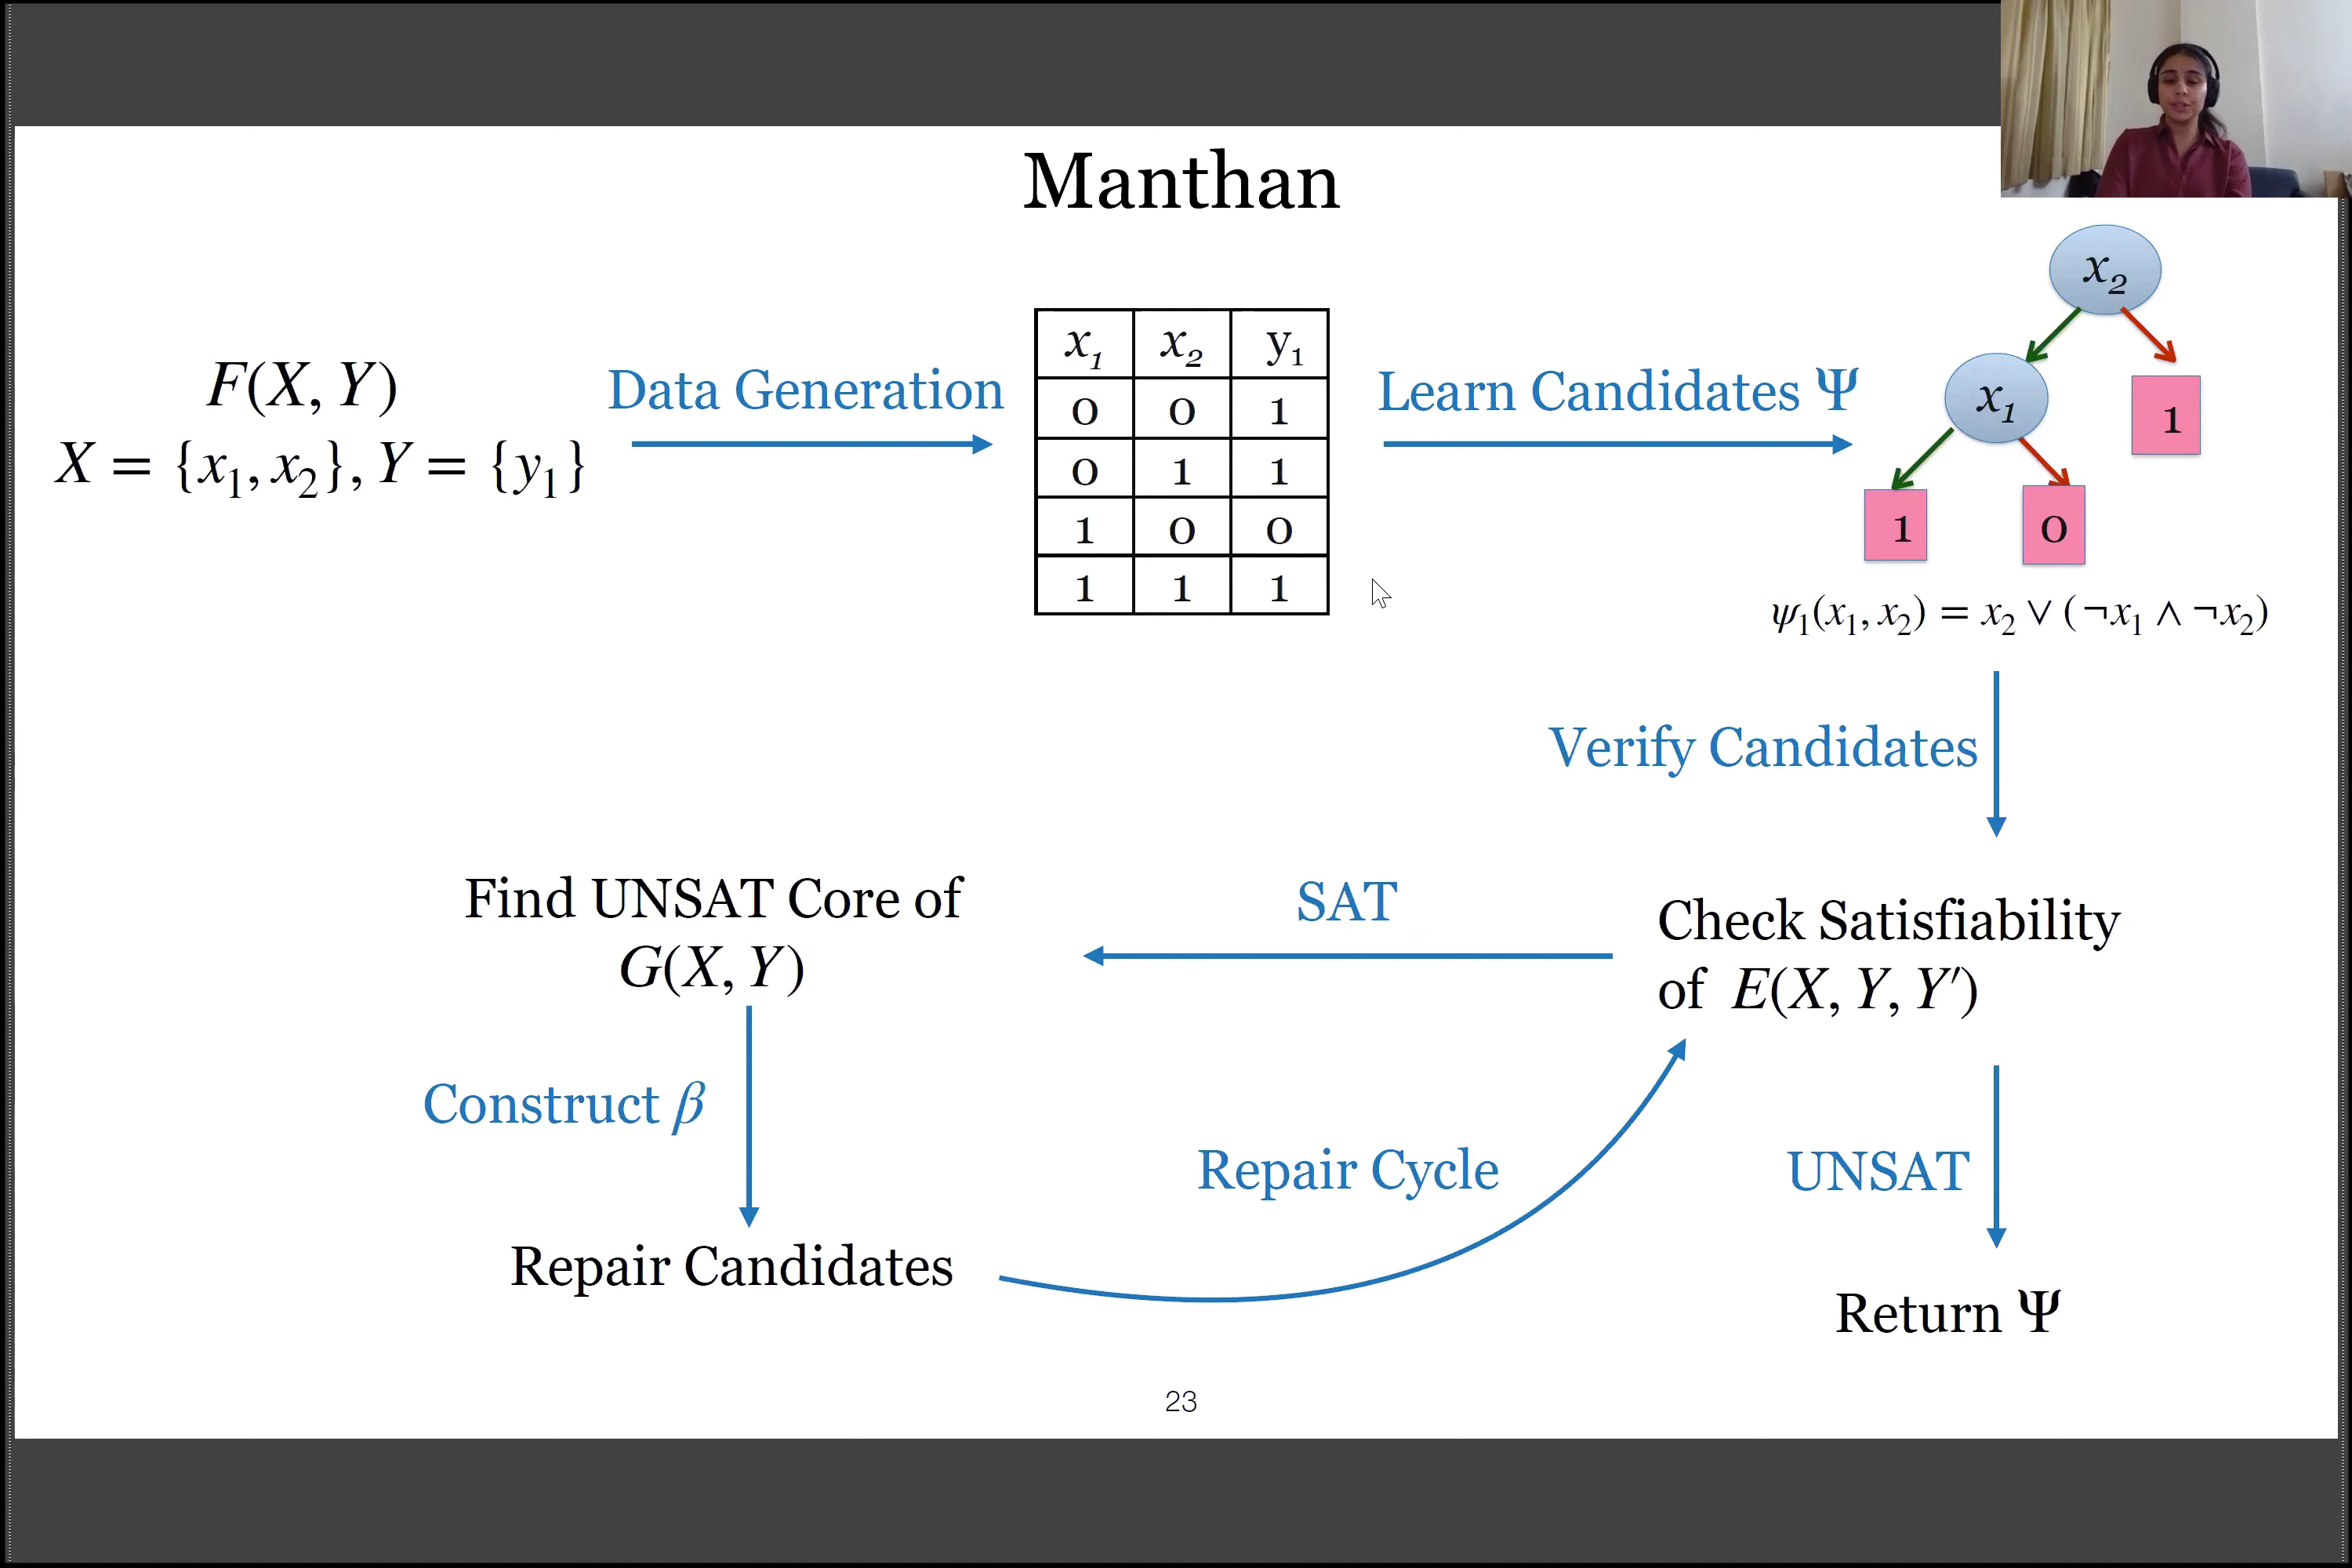 Manthan
F(X, Y)
X = {x₁, x₂}, Y = {y₁}
Data Generation
x₁ x₂ y₁
0 0 1
0 1 1
1 0 0
1 1 1
Learn Candidates Ψ
x₂
x₁
1
1
0
ψ₁(x₁, x₂) = x₂ ∨ (¬x₁ ∧ ¬x₂)
Verify Candidates
Check Satisfiability
of E(X, Y, Y′)
SAT
Find UNSAT Core of
G(X, Y)
Construct β
Repair Candidates
Repair Cycle
UNSAT
Return Ψ
23